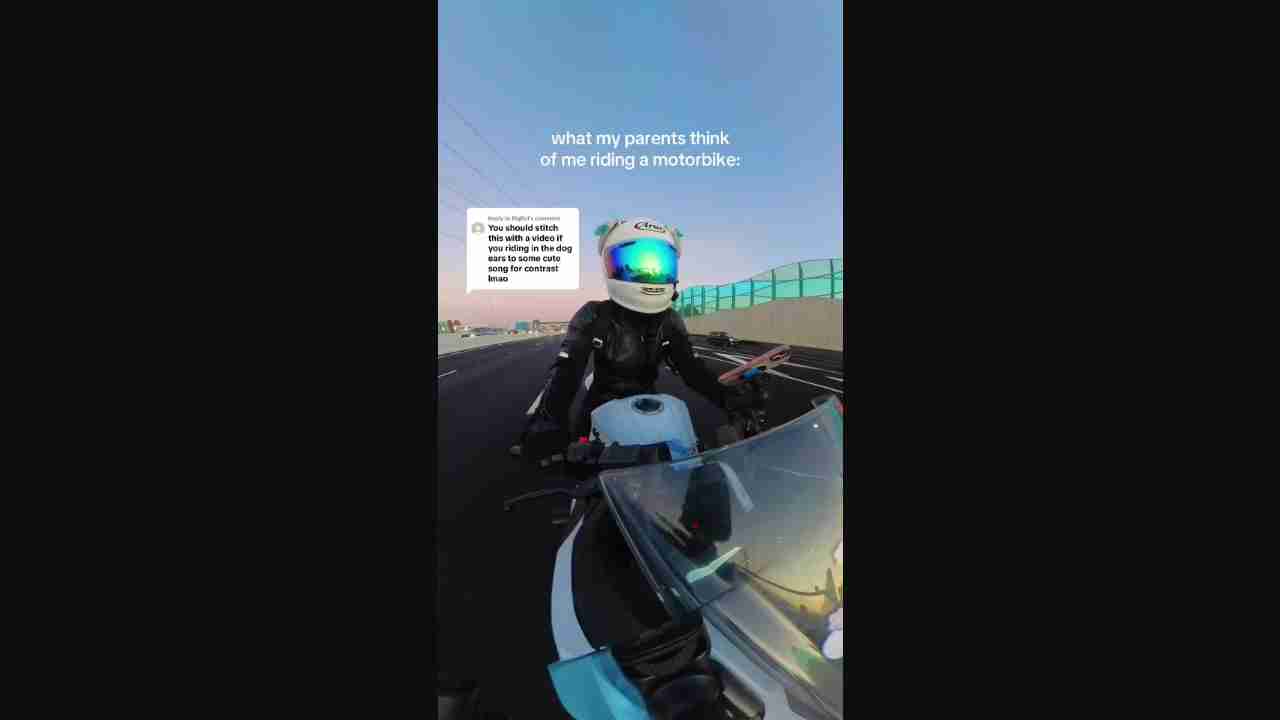 what my parents think
of me riding a motorbike:
You should stitch
this with a video if
you riding in the dog
ears to some cute
song for contrast
lmao
Arai